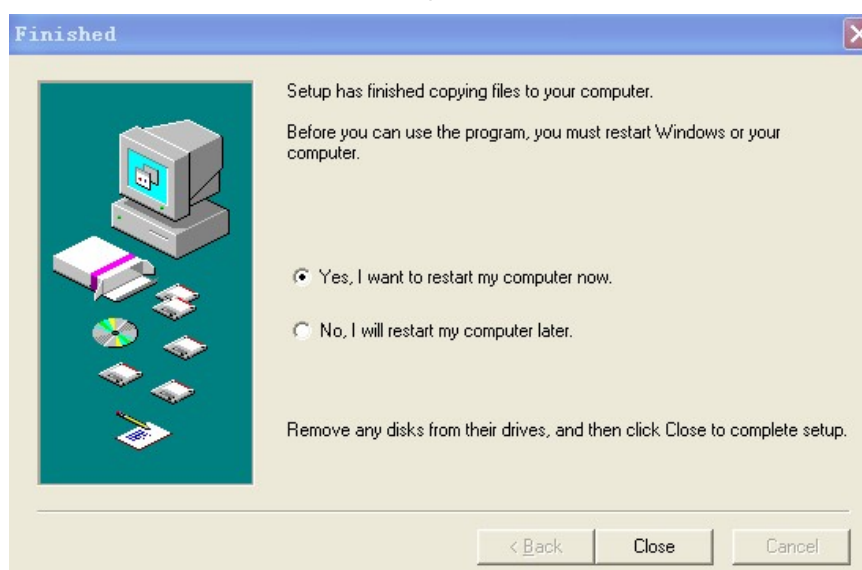 Finished
Setup has finished copying files to your computer.
Before you can use the program, you must restart Windows or your
computer.
Yes, I want to restart my computer now.
No, I will restart my computer later.
Remove any disks from their drives, and then click Close to complete setup.
< Back
Close
Cancel